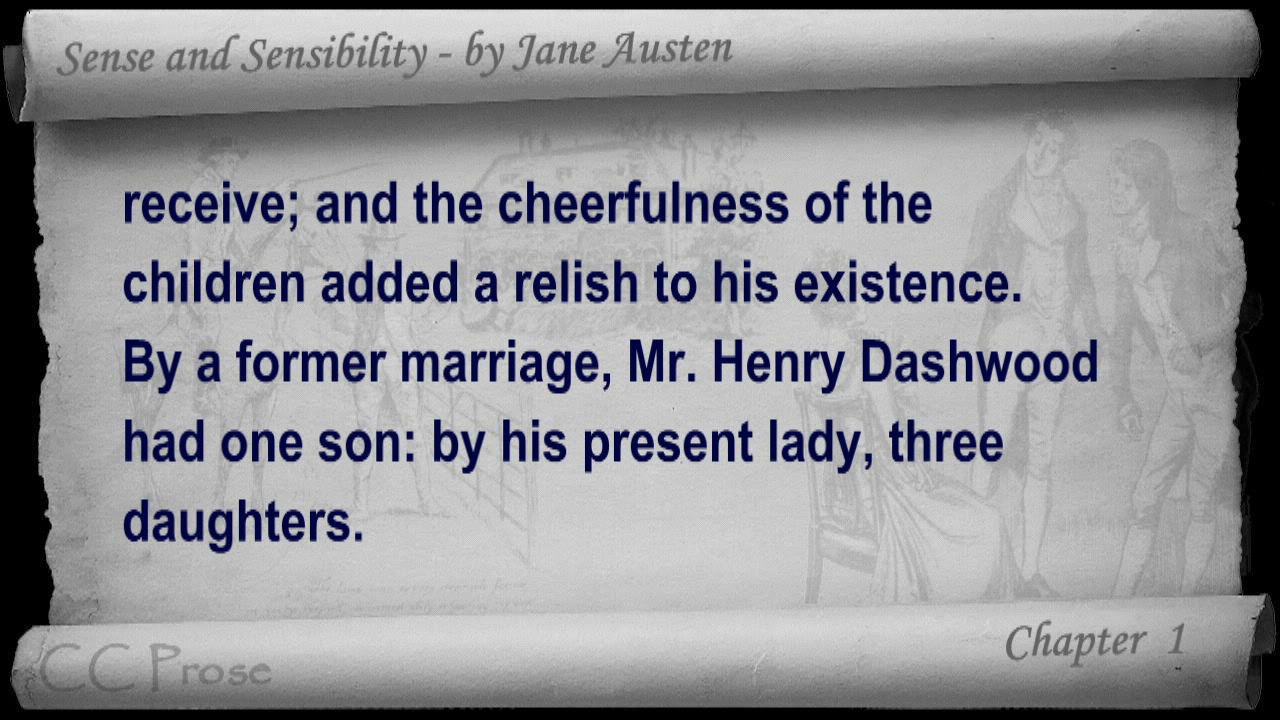 Sense and Sensibility - by Jane Austen
receive; and the cheerfulness of the
children added a relish to his existence.
By a former marriage, Mr. Henry Dashwood
had one son: by his present lady, three
daughters.
Chapter 1
CC Prose